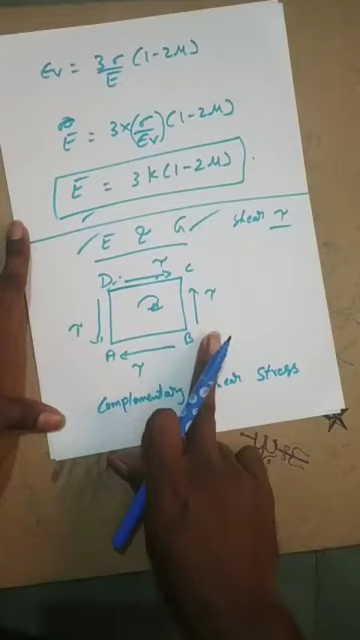 Ev = 3σ/E (1-2μ)
E = 3×(σ/Ev)(1-2μ)
E = 3K(1-2μ)
E & G shear τ
D τ C
τ τ
A B
τ
Complementary Stress